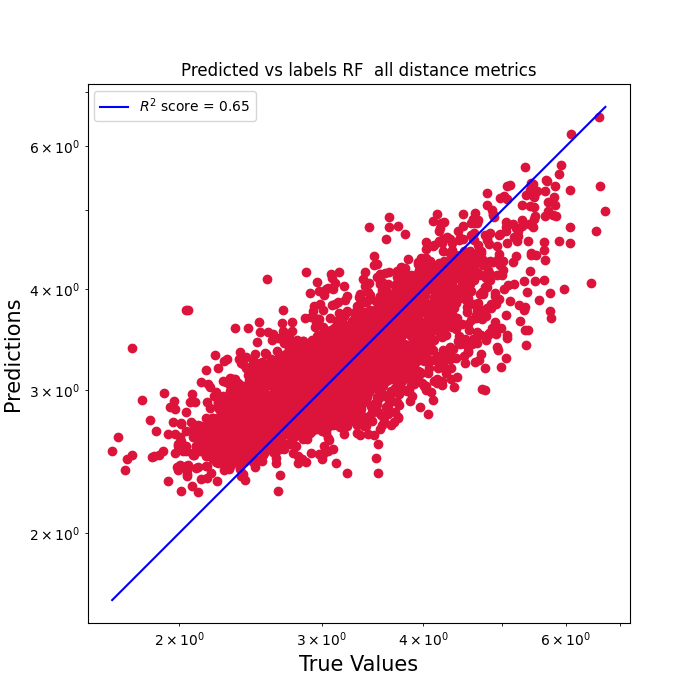 Predicted vs labels RF  all distance metrics
R² score = 0.65
6 × 10⁰
4 × 10⁰
3 × 10⁰
2 × 10⁰
Predictions
2 × 10⁰
3 × 10⁰
4 × 10⁰
6 × 10⁰
True Values